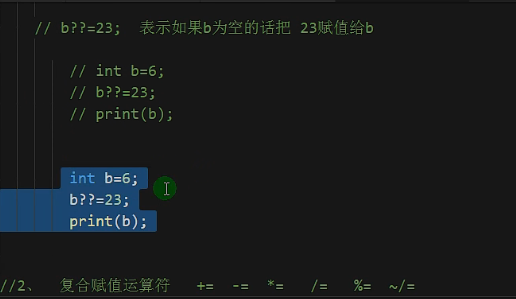 // b??=23;  表示如果b为空的话把 23赋值给b
// int b=6;
// b??=23;
// print(b);
int b=6;
b??=23;
print(b);
//2、  复合赋值运算符   +=  -=  *=   /=   %=  ~/=